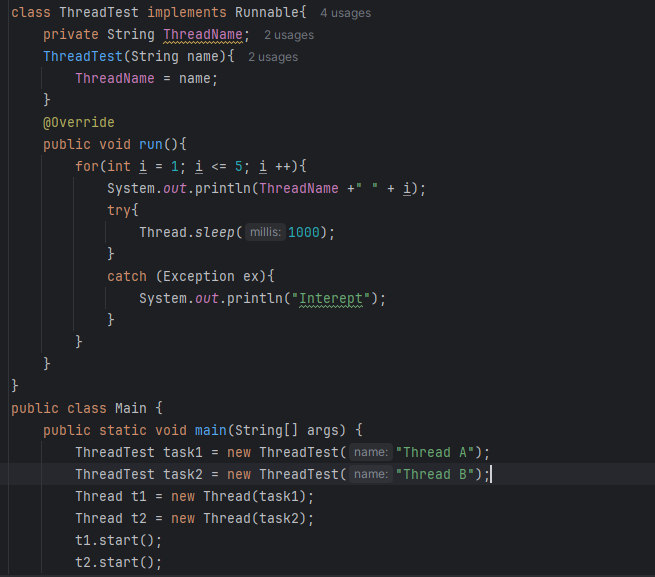 class ThreadTest implements Runnable{ 4 usages
    private String ThreadName; 2 usages
    ThreadTest(String name){ 2 usages
        ThreadName = name;
    }
    @Override
    public void run(){
        for(int i = 1; i <= 5; i ++){
            System.out.println(ThreadName +" " + i);
            try{
                Thread.sleep( millis: 1000);
            }
            catch (Exception ex){
                System.out.println("Interept");
            }
        }
    }
}
public class Main {
    public static void main(String[] args) {
        ThreadTest task1 = new ThreadTest( name: "Thread A");
        ThreadTest task2 = new ThreadTest( name: "Thread B");
        Thread t1 = new Thread(task1);
        Thread t2 = new Thread(task2);
        t1.start();
        t2.start();